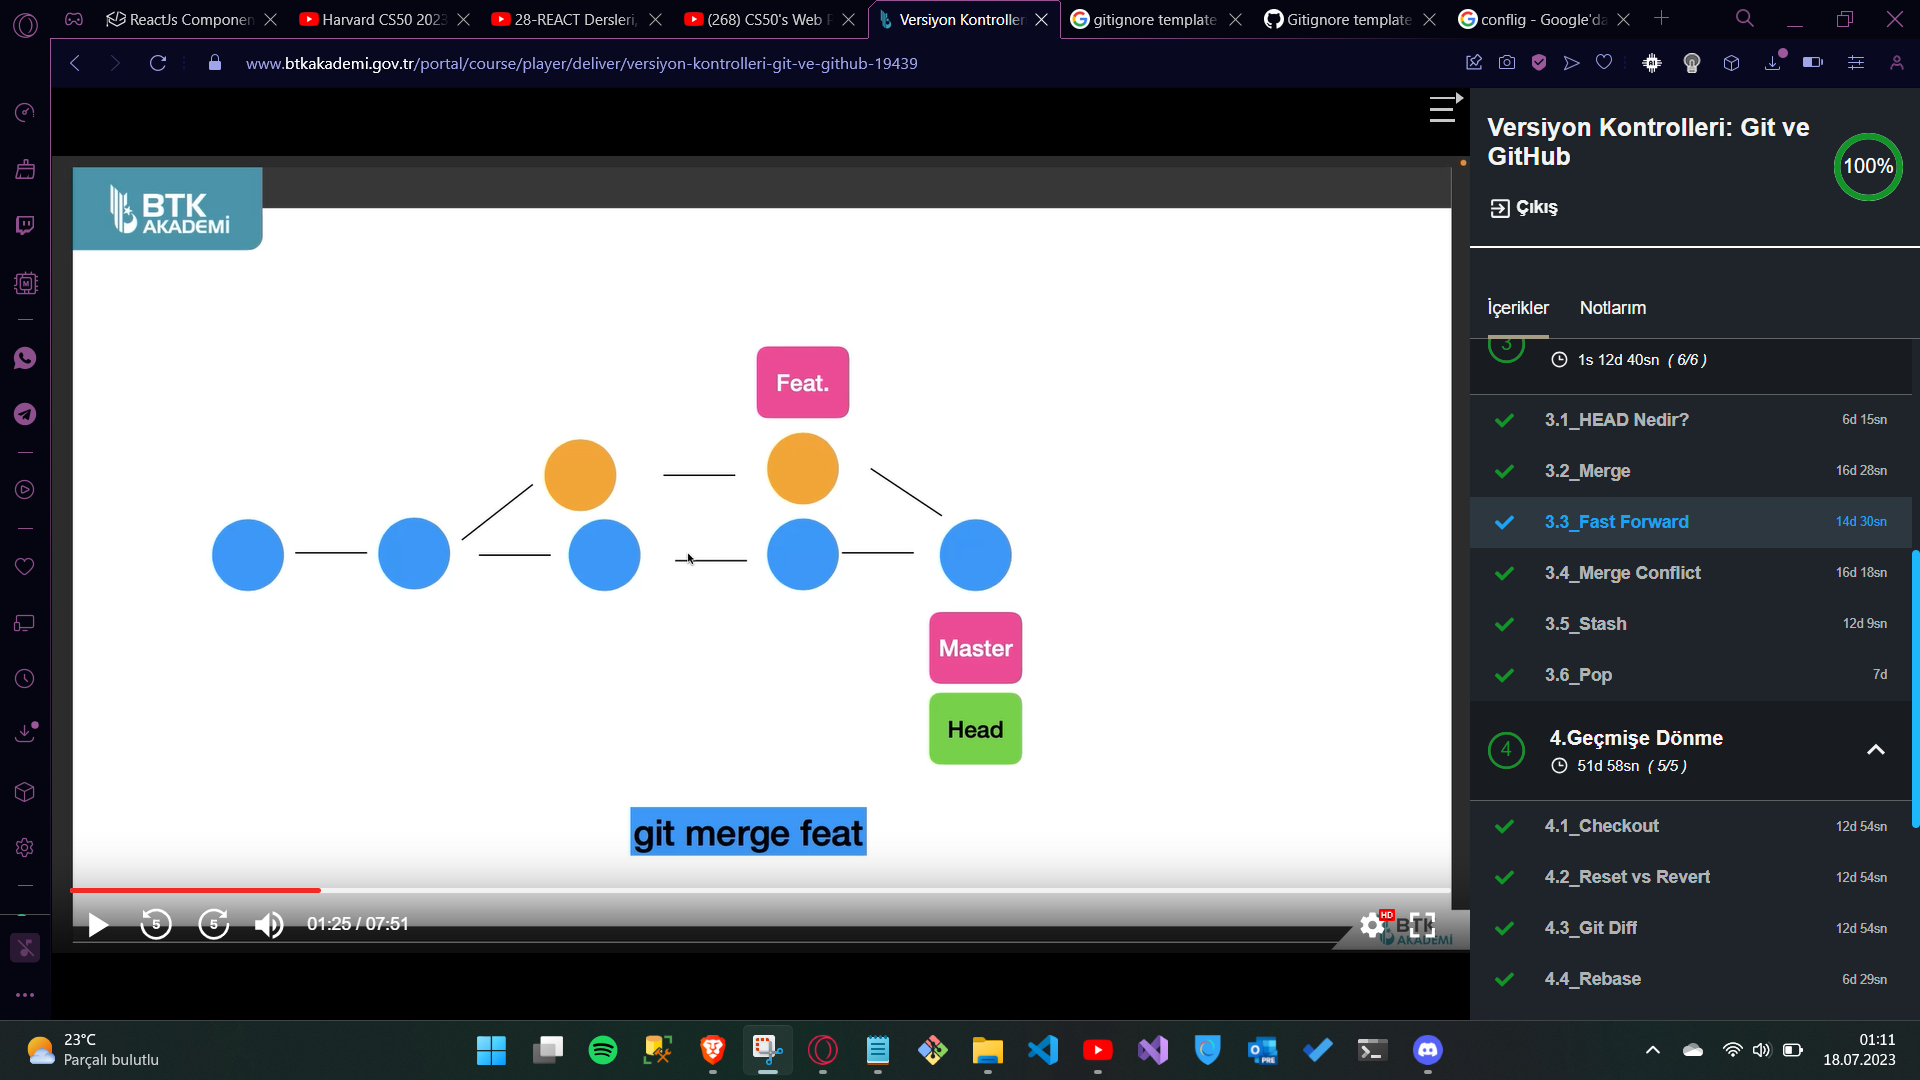 ReactJs Componen
Harvard CS50 2023
28-REACT Dersleri,
(268) CS50's Web P
Versiyon Kontroller
gitignore template
Gitignore template
conflig - Google'da
www.btkakademi.gov.tr/portal/course/player/deliver/versiyon-kontrolleri-git-ve-github-19439
BTK
AKADEMİ
Feat.
Master
Head
git merge feat
5
5
01:25 / 07:51
HD
BTK
AKADEMİ
Versiyon Kontrolleri: Git ve
GitHub
100%
Çıkış
İçerikler
Notlarım
3
1s 12d 40sn ( 6/6 )
3.1_HEAD Nedir?
6d 15sn
3.2_Merge
16d 28sn
3.3_Fast Forward
14d 30sn
3.4_Merge Conflict
16d 18sn
3.5_Stash
12d 9sn
3.6_Pop
7d
4
4.Geçmişe Dönme
51d 58sn ( 5/5 )
4.1_Checkout
12d 54sn
4.2_Reset vs Revert
12d 54sn
4.3_Git Diff
12d 54sn
4.4_Rebase
6d 29sn
23°C
Parçalı bulutlu
PRE
01:11
18.07.2023